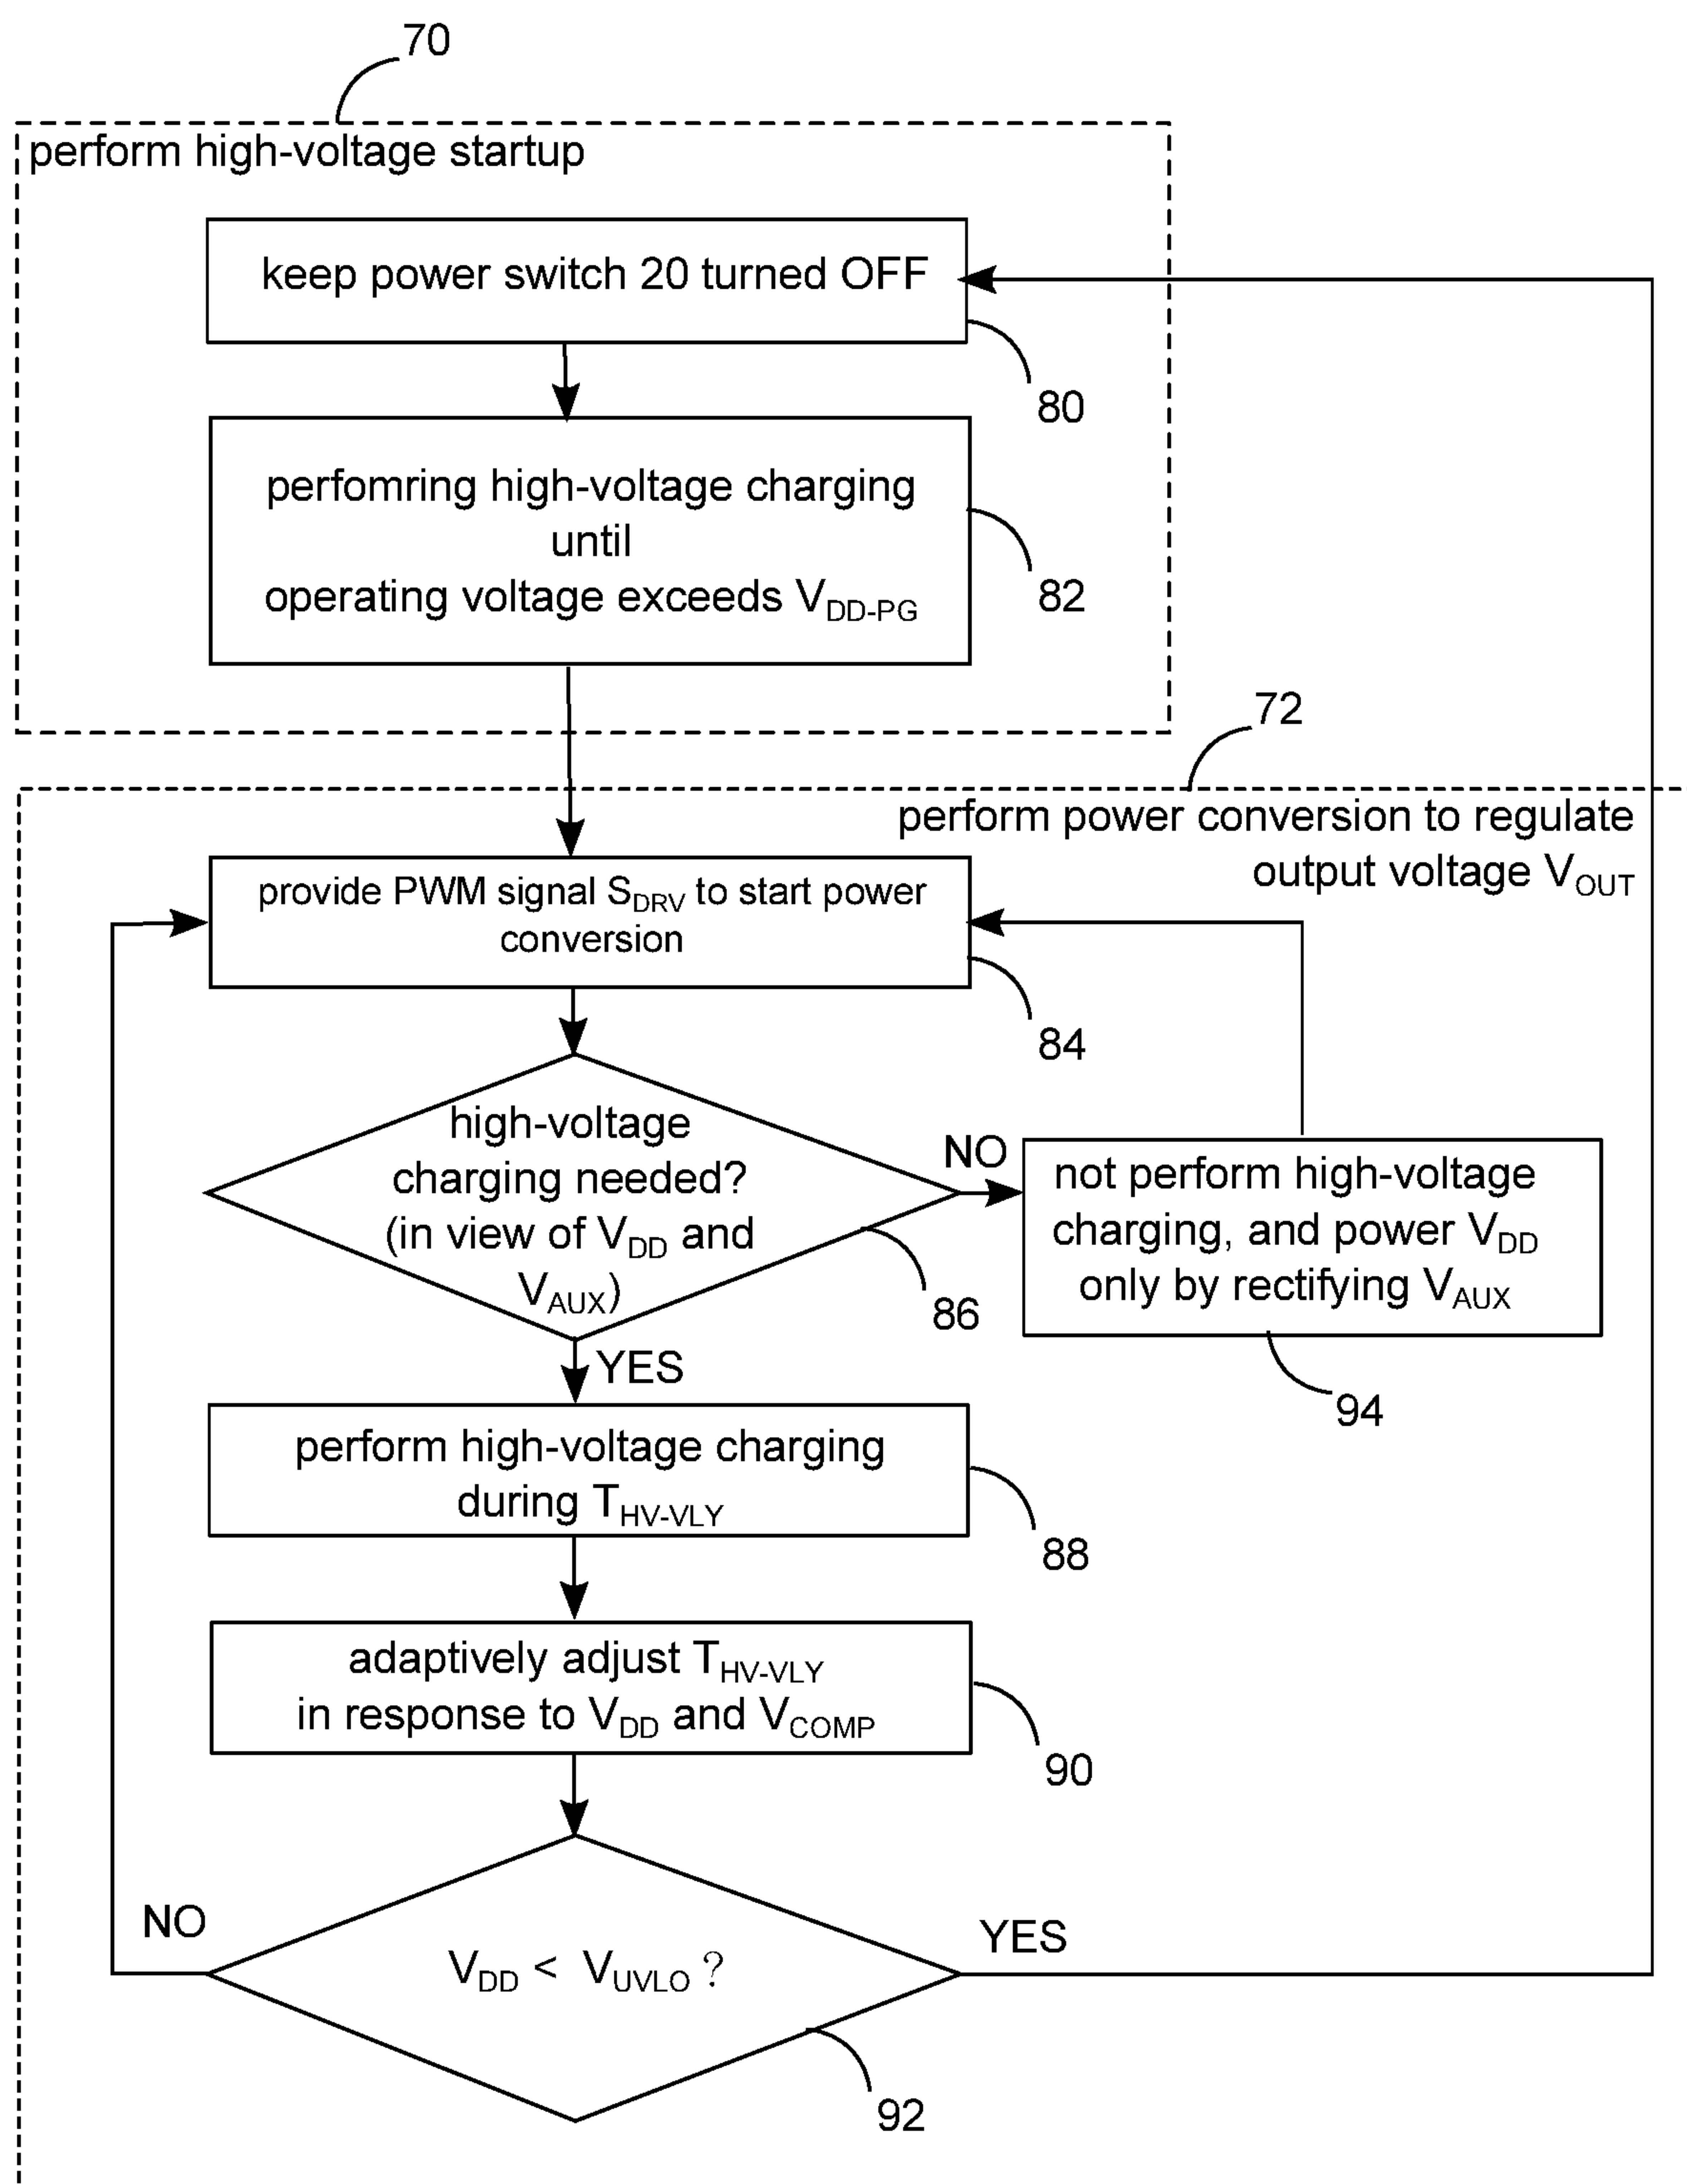 70
perform high-voltage startup
keep power switch 20 turned OFF
80
perfomring high-voltage charging
until
operating voltage exceeds VDD-PG
82
72
perform power conversion to regulate
output voltage VOUT
provide PWM signal SDRV to start power
conversion
84
high-voltage
charging needed?
(in view of VDD and
VAUX)
86
NO
not perform high-voltage
charging, and power VDD
only by rectifying VAUX
94
YES
perform high-voltage charging
during THV-VLY
88
adaptively adjust THV-VLY
in response to VDD and VCOMP
90
NO
VDD < VUVLO ?
YES
92